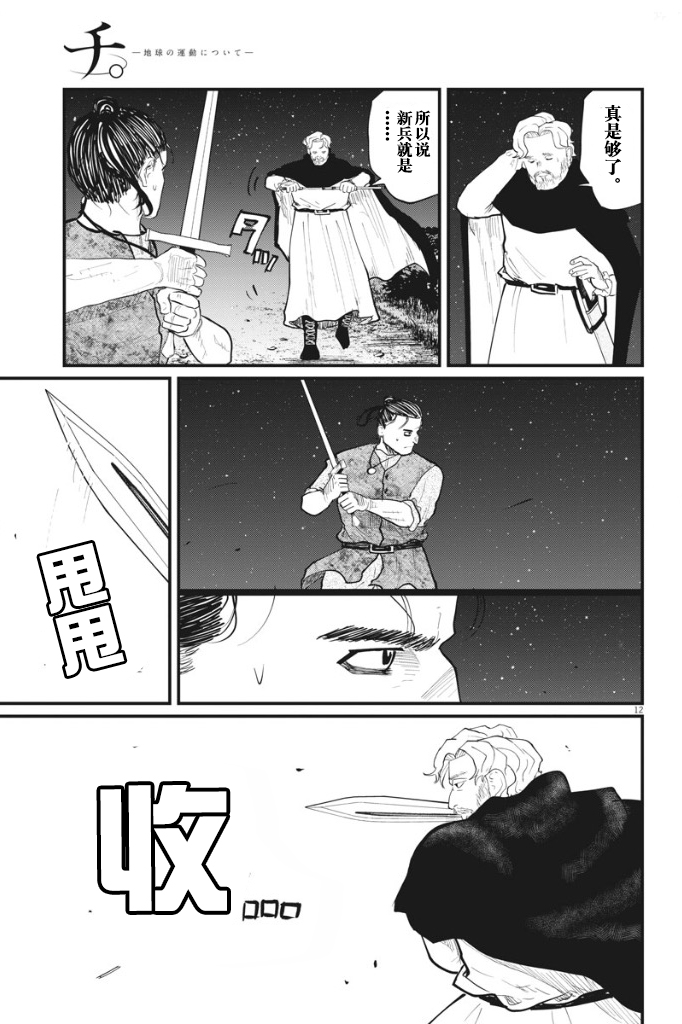 チ。
—地球の運動について—
真是够了。
所以说
新兵就是
……
ダッ
甩
甩
12
收